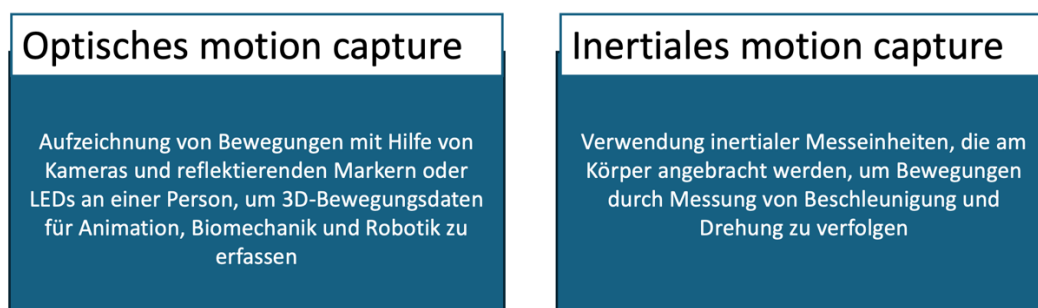 Optisches motion capture
Aufzeichnung von Bewegungen mit Hilfe von
Kameras und reflektierenden Markern oder
LEDs an einer Person, um 3D-Bewegungsdaten
für Animation, Biomechanik und Robotik zu
erfassen
Inertiales motion capture
Verwendung inertialer Messeinheiten, die am
Körper angebracht werden, um Bewegungen
durch Messung von Beschleunigung und
Drehung zu verfolgen